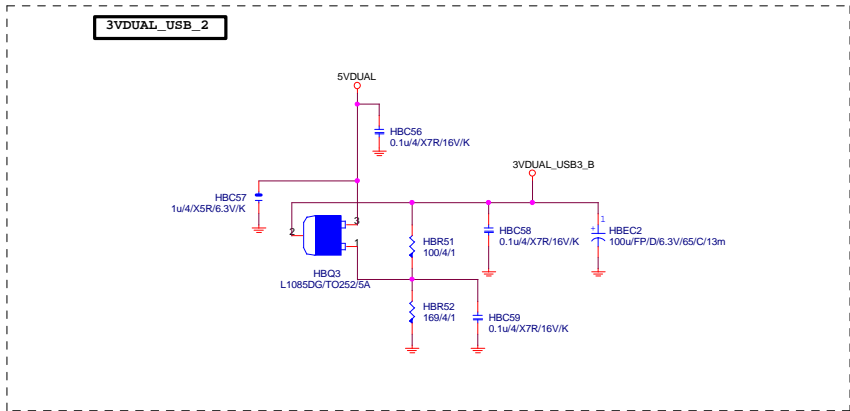 3VDUAL_USB_2
5VDUAL
HBC56
0.1u/4/X7R/16V/K
3VDUAL_USB3_B
HBC57
1u/4/X5R/6.3V/K
3
2
1
HBQ3
L1085DG/TO252/5A
HBR51
100/4/1
HBC58
0.1u/4/X7R/16V/K
1
+
HBEC2
100u/FP/D/6.3V/65/C/13m
HBR52
169/4/1
HBC59
0.1u/4/X7R/16V/K